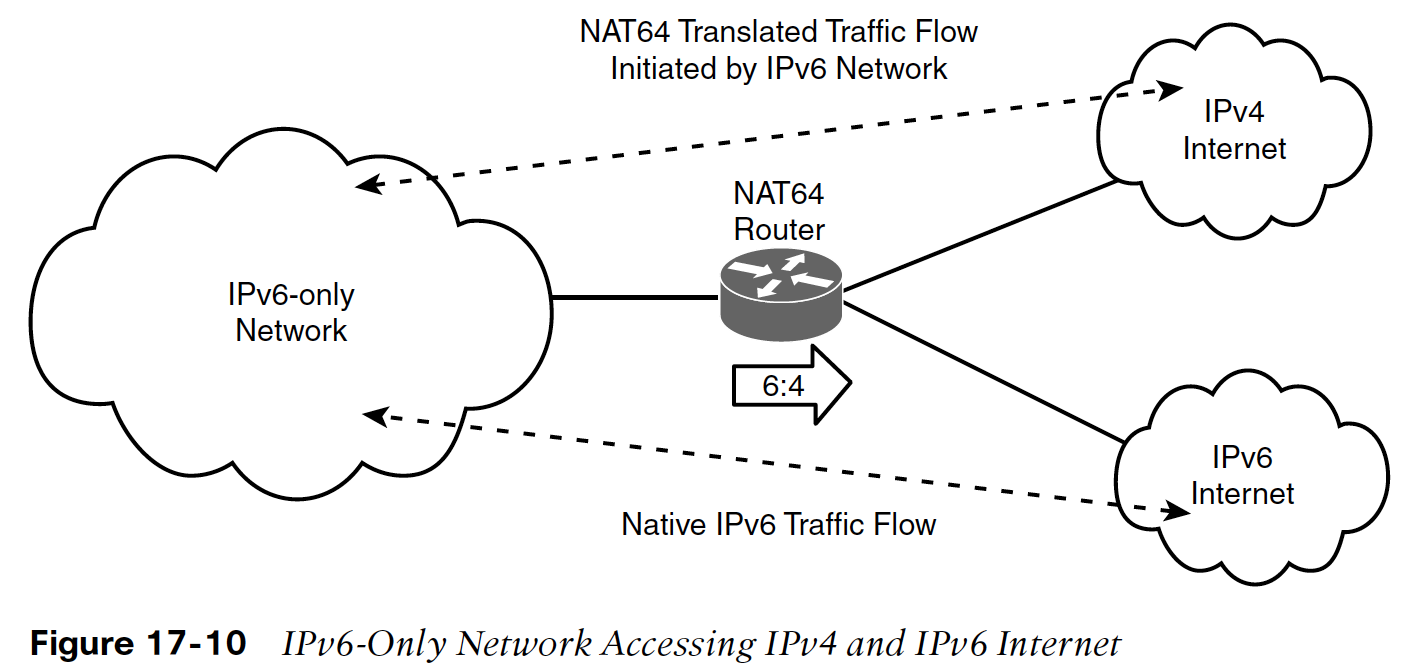 NAT64 Translated Traffic Flow
Initiated by IPv6 Network
IPv4
Internet
NAT64
Router
IPv6-only
Network
6:4
IPv6
Internet
Native IPv6 Traffic Flow
Figure 17-10 IPv6-Only Network Accessing IPv4 and IPv6 Internet